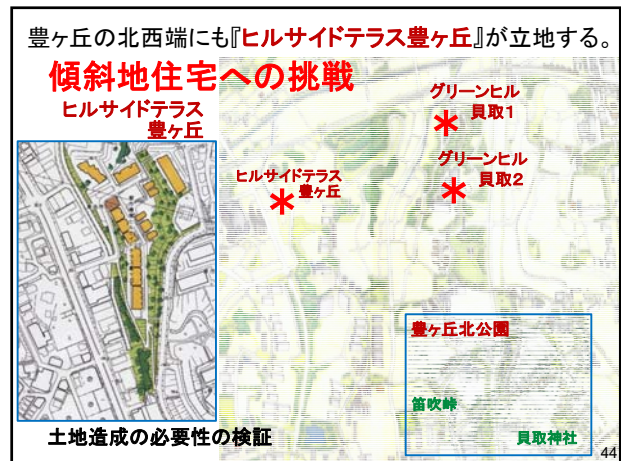 豊ヶ丘の北西端にも『ヒルサイドテラス豊ヶ丘』が立地する。
傾斜地住宅への挑戦
ヒルサイドテラス
豊ヶ丘
グリーンヒル
貝取1
グリーンヒル
貝取2
ヒルサイドテラス
豊ヶ丘
豊ヶ丘北公園
笛吹峠
貝取神社
土地造成の必要性の検証
44